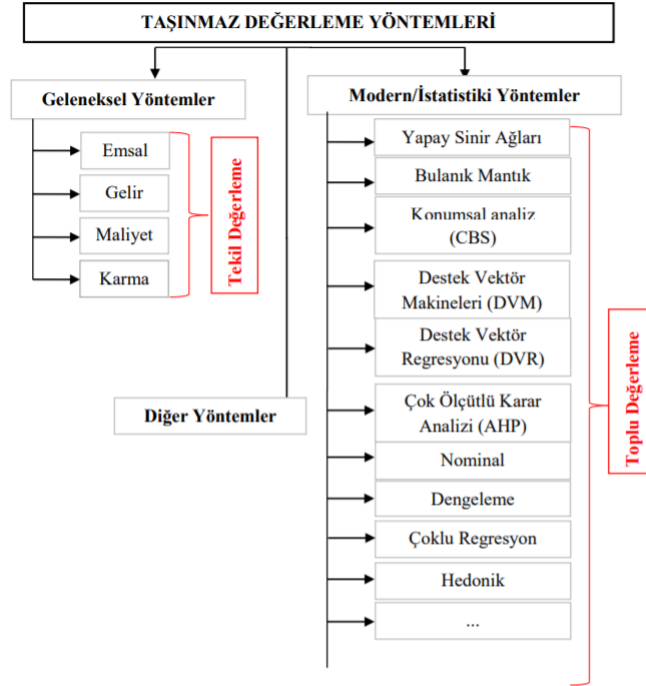 TAŞINMAZ DEĞERLEME YÖNTEMLERİ
Geleneksel Yöntemler
Emsal
Gelir
Maliyet
Karma
Tekil Değerleme
Diğer Yöntemler
Modern/İstatistiki Yöntemler
Yapay Sinir Ağları
Bulanık Mantık
Konumsal analiz
(CBS)
Destek Vektör
Makineleri (DVM)
Destek Vektör
Regresyonu (DVR)
Çok Ölçütlü Karar
Analizi (AHP)
Nominal
Dengeleme
Çoklu Regresyon
Hedonik
...
Toplu Değerleme